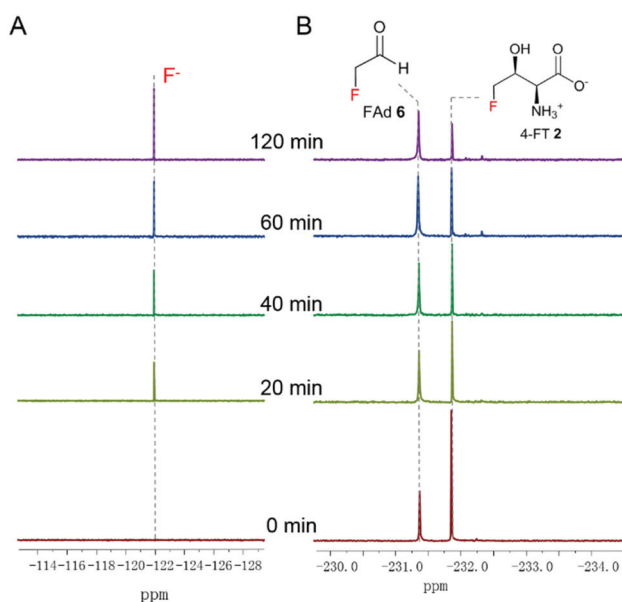 A
B
F-
O
H
F
FAd 6
OH
O
O-
F
NH3+
4-FT 2
120 min
60 min
40 min
20 min
0 min
-114 -116 -118 -120 -122 -124 -126 -128
ppm
-230.0 -231.0 -232.0 -233.0 -234.0
ppm